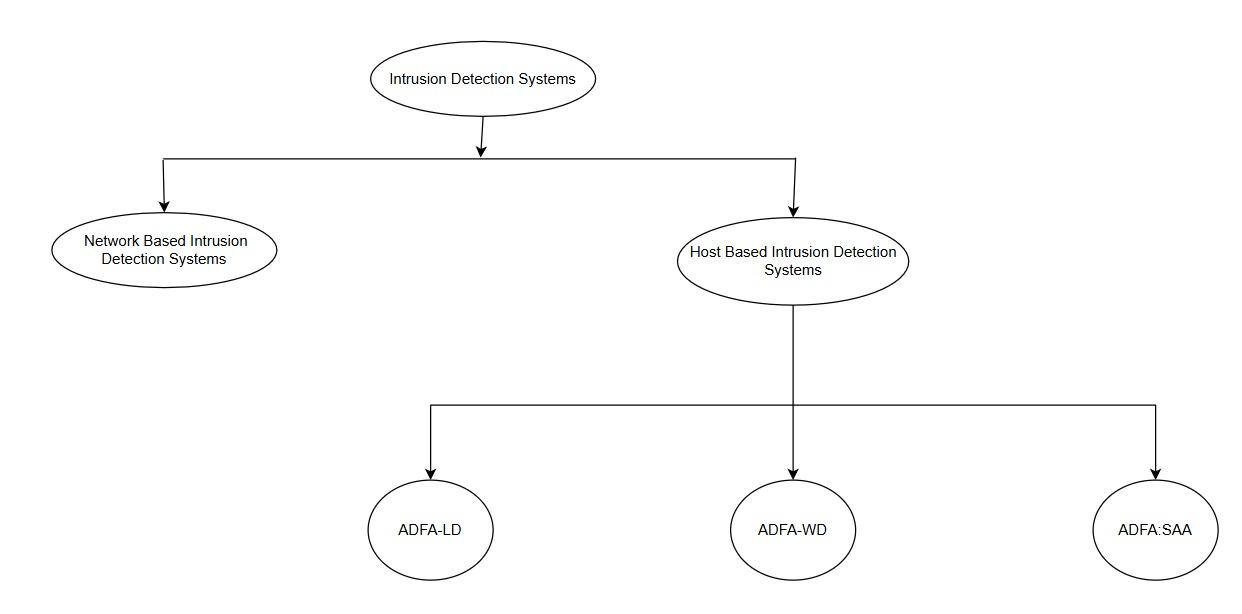 Intrusion Detection Systems
Network Based Intrusion
Detection Systems
Host Based Intrusion Detection
Systems
ADFA-LD
ADFA-WD
ADFA:SAA